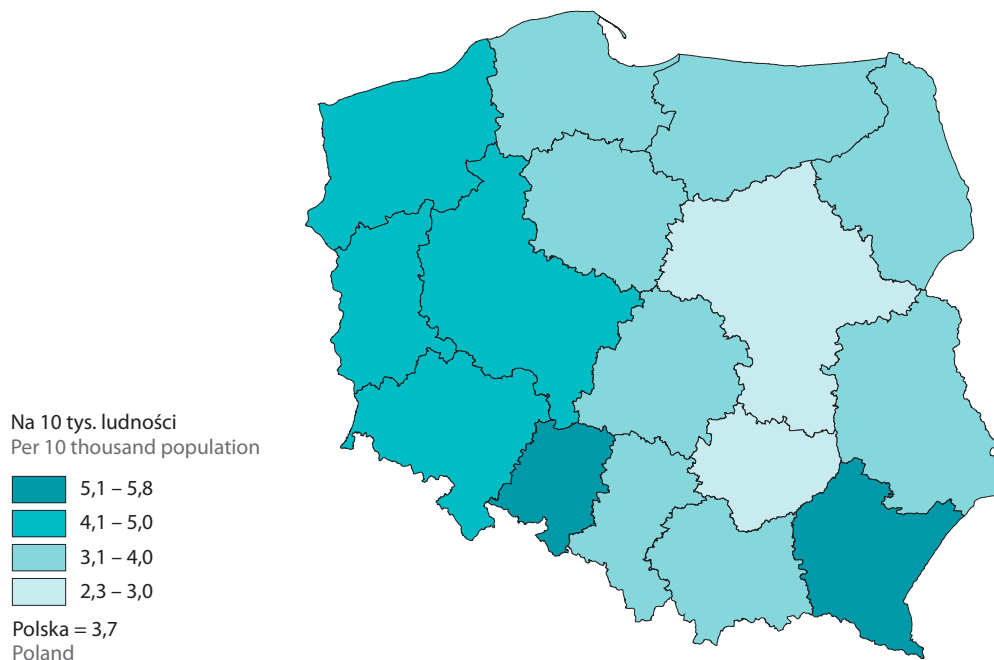 Na 10 tys. ludności
Per 10 thousand population
5,1 – 5,8
4,1 – 5,0
3,1 – 4,0
2,3 – 3,0
Polska = 3,7
Poland